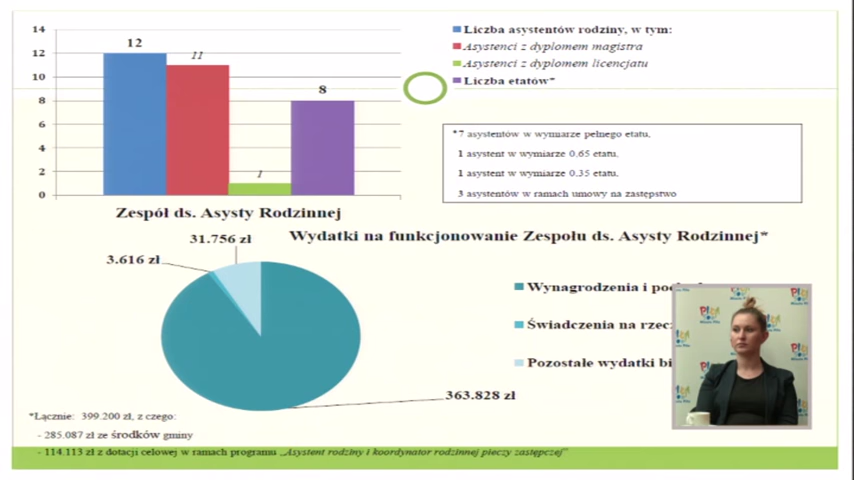 14
12
10
8
6
4
2
0
12
11
1
8
Zespół ds. Asysty Rodzinnej
Liczba asystentów rodziny, w tym:
Asystenci z dyplomem magistra
Asystenci z dyplomem licencjatu
Liczba etatów*
*7 asystentów w wymiarze pełnego etatu,
1 asystent w wymiarze 0,65 etatu,
1 asystent w wymiarze 0,35 etatu,
3 asystentów w ramach umowy na zastępstwo
Wydatki na funkcjonowanie Zespołu ds. Asysty Rodzinnej*
31.756 zł
3.616 zł
363.828 zł
Wynagrodzenia i
Świadczenia na
Pozostałe wydatki
*Łącznie: 399.200 zł, z czego:
- 285.087 zł ze środków gminy
- 114.113 zł z dotacji celowej w ramach programu „Asystent rodziny i koordynator rodzinnej pieczy zastępczej"